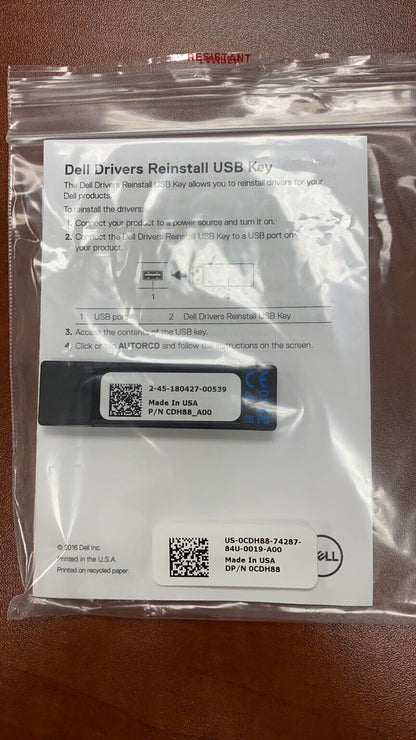 RESISTANT
Dell Drivers Reinstall USB Key
The Dell Drivers Reinstall USB Key allows you to reinstall drivers for your
Dell products.
To reinstall the drivers:
1. Connect your product to a power source and turn it on.
2. Connect the Dell Drivers Reinstall USB Key to a USB port on
your product.
1 2
1 USB port 2 Dell Drivers Reinstall USB Key
3. Access the contents of the USB key.
4. Click or tap AUTORCD and follow the instructions on the screen.
2-45-180427-00539
Made In USA
P/N CDH88_A00
CE
© 2016 Dell Inc.
Printed in the U.S.A.
Printed on recycled paper.
US-0CDH88-74287-
84U-0019-A00
Made In USA
DP/N 0CDH88